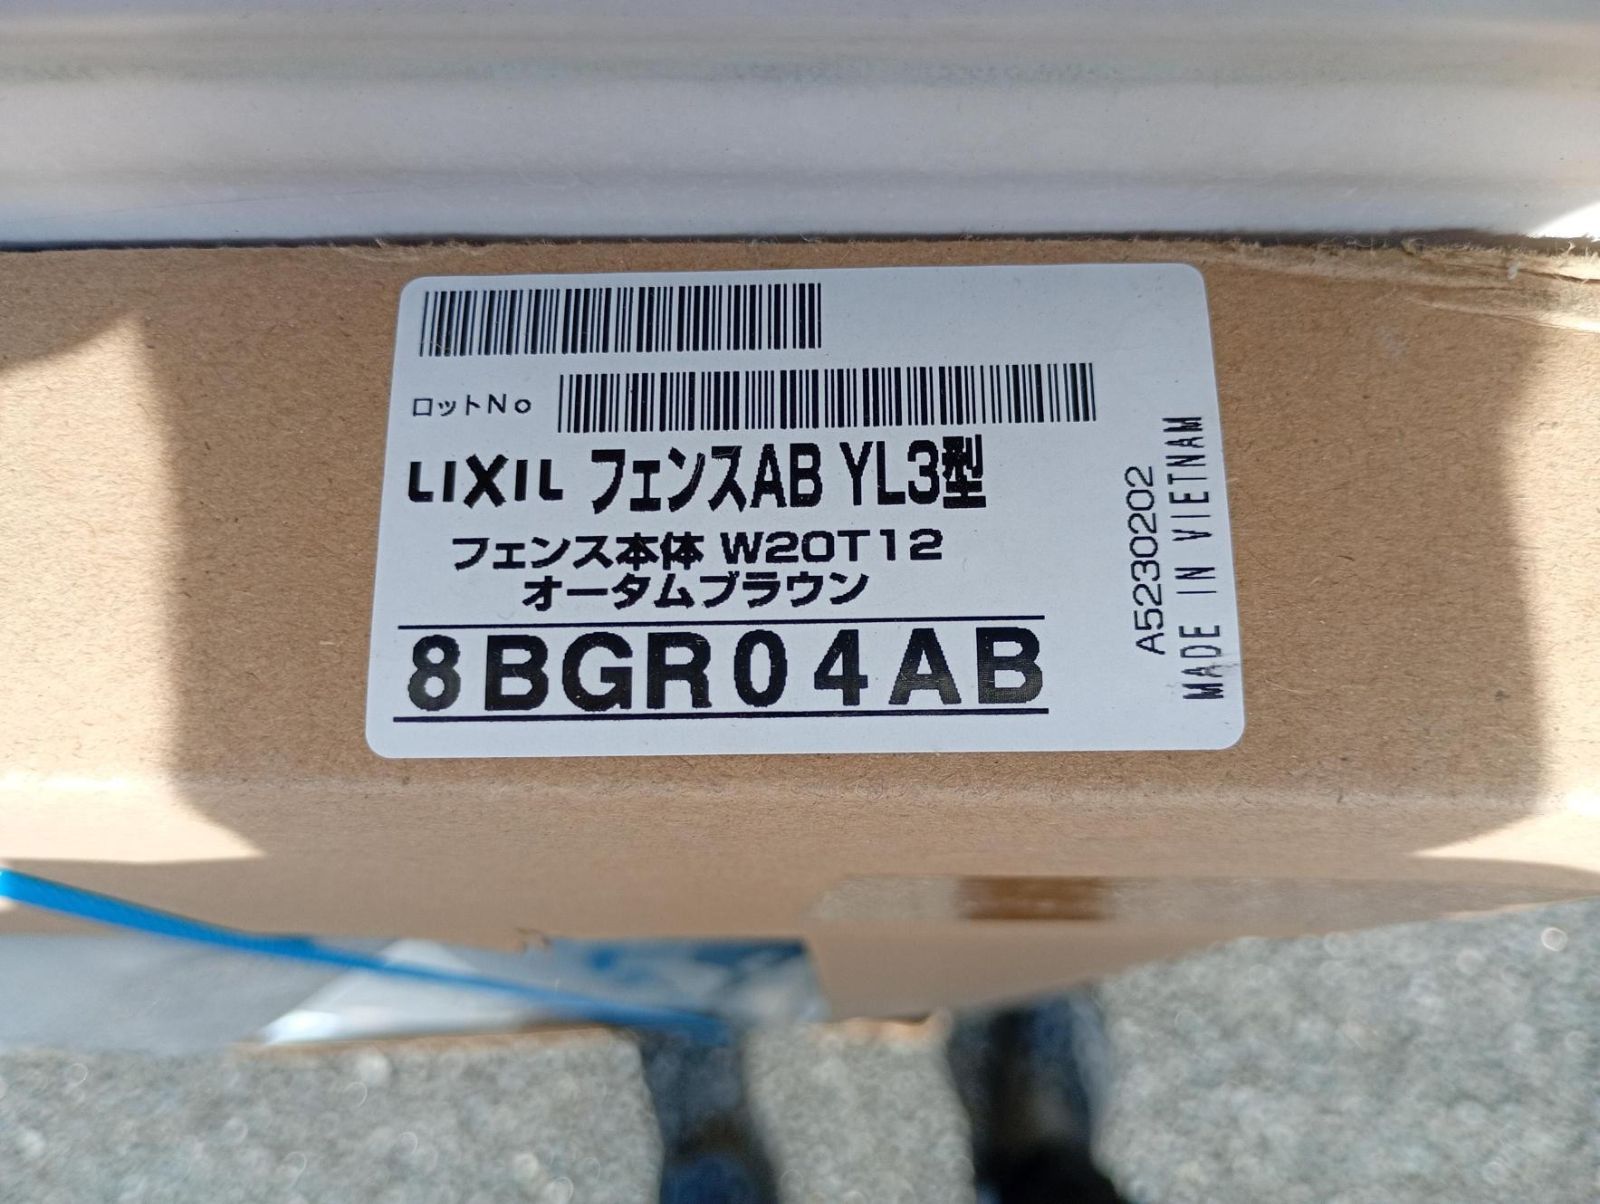 ロットNo
LIXIL フェンスAB YL3型
フェンス本体 W20T12
オータムブラウン
8BGR04AB
A5230202
MADE IN VIETNAM